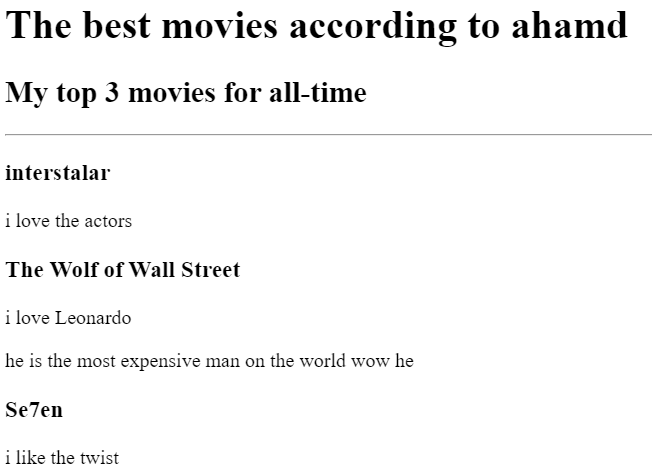 The best movies according to ahamd
My top 3 movies for all-time
interstalar
i love the actors
The Wolf of Wall Street
i love Leonardo
he is the most expensive man on the world wow he
Se7en
i like the twist